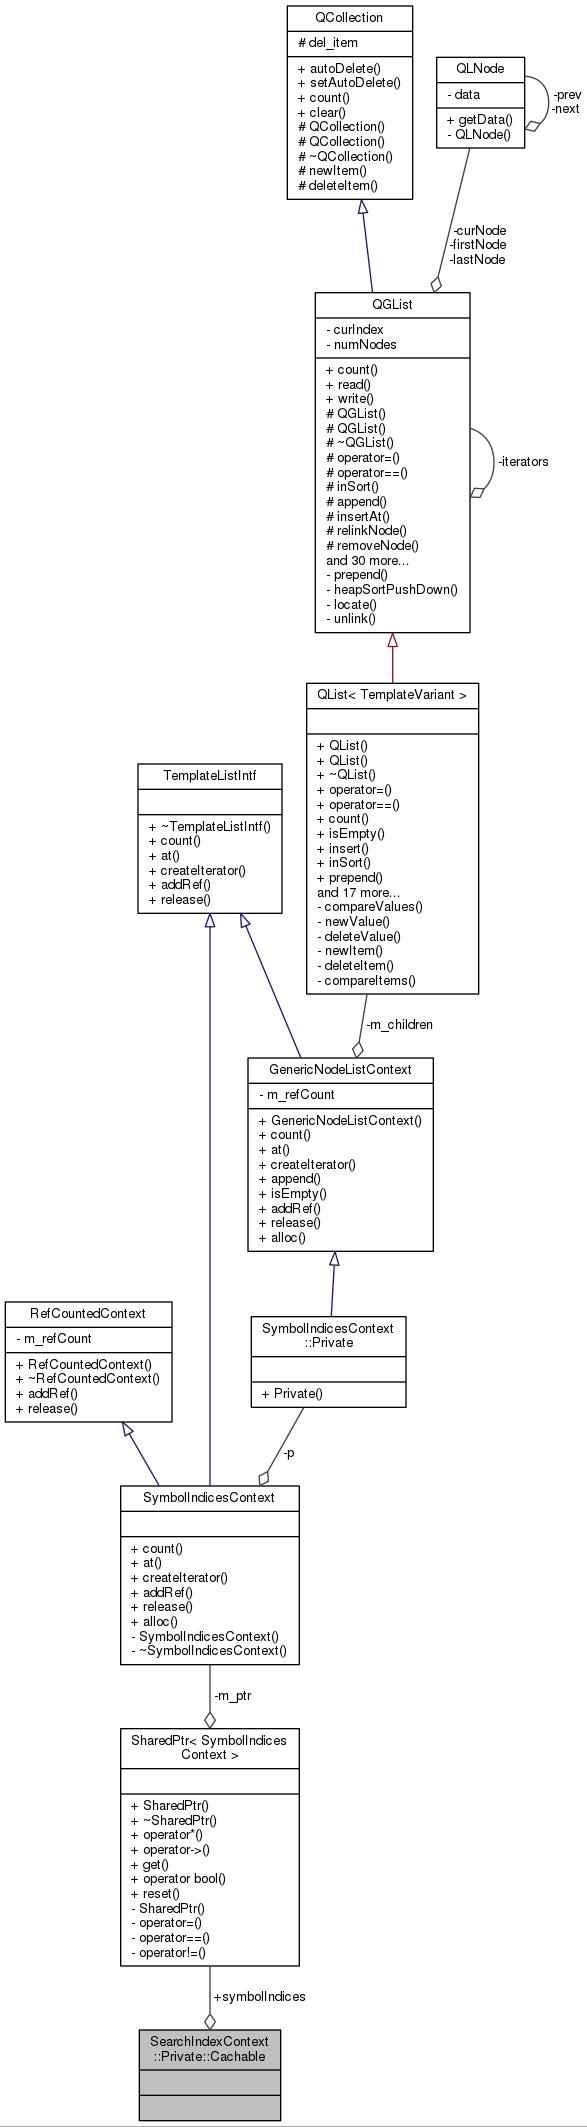 QCollection
# del_item
+ autoDelete()
+ setAutoDelete()
+ count()
+ clear()
# QCollection()
# QCollection()
# ~QCollection()
# newItem()
# deleteItem()
QLNode
- data
+ getData()
- QLNode()
-prev
-next
-curNode
-firstNode
-lastNode
QGList
- curIndex
- numNodes
+ count()
+ read()
+ write()
# QGList()
# QGList()
# ~QGList()
# operator=()
# operator==()
# inSort()
# append()
# insertAt()
# relinkNode()
# removeNode()
and 30 more...
- prepend()
- heapSortPushDown()
- locate()
- unlink()
-iterators
QList< TemplateVariant >
+ QList()
+ QList()
+ ~QList()
+ operator=()
+ operator==()
+ count()
+ isEmpty()
+ insert()
+ inSort()
+ prepend()
and 17 more...
- compareValues()
- newValue()
- deleteValue()
- newItem()
- deleteItem()
- compareItems()
TemplateListIntf
+ ~TemplateListIntf()
+ count()
+ at()
+ createIterator()
+ addRef()
+ release()
-m_children
GenericNodeListContext
- m_refCount
+ GenericNodeListContext()
+ count()
+ at()
+ createIterator()
+ append()
+ isEmpty()
+ addRef()
+ release()
+ alloc()
RefCountedContext
- m_refCount
+ RefCountedContext()
+ ~RefCountedContext()
+ addRef()
+ release()
SymbolIndicesContext
::Private
+ Private()
-p
SymbolIndicesContext
+ count()
+ at()
+ createIterator()
+ addRef()
+ release()
+ alloc()
- SymbolIndicesContext()
- ~SymbolIndicesContext()
-m_ptr
SharedPtr< SymbolIndices
Context >
+ SharedPtr()
+ ~SharedPtr()
+ operator*()
+ operator->()
+ get()
+ operator bool()
+ reset()
- SharedPtr()
- operator=()
- operator==()
- operator!=()
+symbolIndices
SearchIndexContext
::Private::Cachable